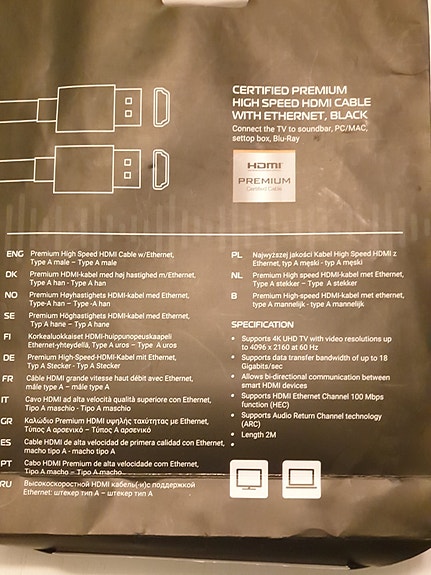 CERTIFIED PREMIUM
HIGH SPEED HDMI CABLE
WITH ETHERNET, BLACK
Connect the TV to soundbar, PC/MAC,
settop box, Blu-Ray
HDMI
PREMIUM
Certified Cable
ENG Premium High Speed HDMI Cable w/Ethernet,
Type A male – Type A male
DK Premium HDMI-kabel med høj hastighed m/Ethernet,
Type A han - Type A han
NO Premium Høyhastighets HDMI-kabel med Ethernet,
Type-A han - Type -A han
SE Premium Höghastighets HDMI-kabel med Ethernet,
Typ A hane – Typ A hane
FI Korkealuokkaiset HDMI-huippunopeuskaapeli
Ethernet-yhteydellä, Type A uros – Type A uros
DE Premium High-Speed-HDMI-Kabel mit Ethernet,
Typ A Stecker - Typ A Stecker
FR Câble HDMI grande vitesse haut débit avec Ethernet,
mâle type A – mâle type A
IT Cavo HDMI ad alta velocità qualità superiore con Ethernet,
Tipo A maschio - Tipo A maschio
GR Καλώδιο Premium HDMI υψηλής ταχύτητας με Ethernet,
Τύπος A αρσενικό – Τύπος A αρσενικό
ES Cable HDMI de alta velocidad de primera calidad con Ethernet,
macho tipo A - macho tipo A
PT Cabo HDMI Premium de alta velocidade com Ethernet,
Tipo A macho – Tipo A macho
RU Высокоскоростной HDMI кабель(-и)с поддержкой
Ethernet: штекер тип A – штекер тип A
PL Najwyższej jakości Kabel High Speed HDMI z
Ethernet, typ A męski - typ A męski
NL Premium High speed HDMI-kabel met Ethernet,
Type A stekker – Type A stekker
B Premium High-speed HDMI-kabel met ethernet,
type A mannelijk - type A mannelijk
SPECIFICATION
• Supports 4K UHD TV with video resolutions up
to 4096 x 2160 at 60 Hz
• Supports data transfer bandwidth of up to 18
Gigabits/sec
• Allows bi-directional communication between
smart HDMI devices
• Supports HDMI Ethernet Channel 100 Mbps
function (HEC)
• Supports Audio Return Channel technology
(ARC)
• Length 2M